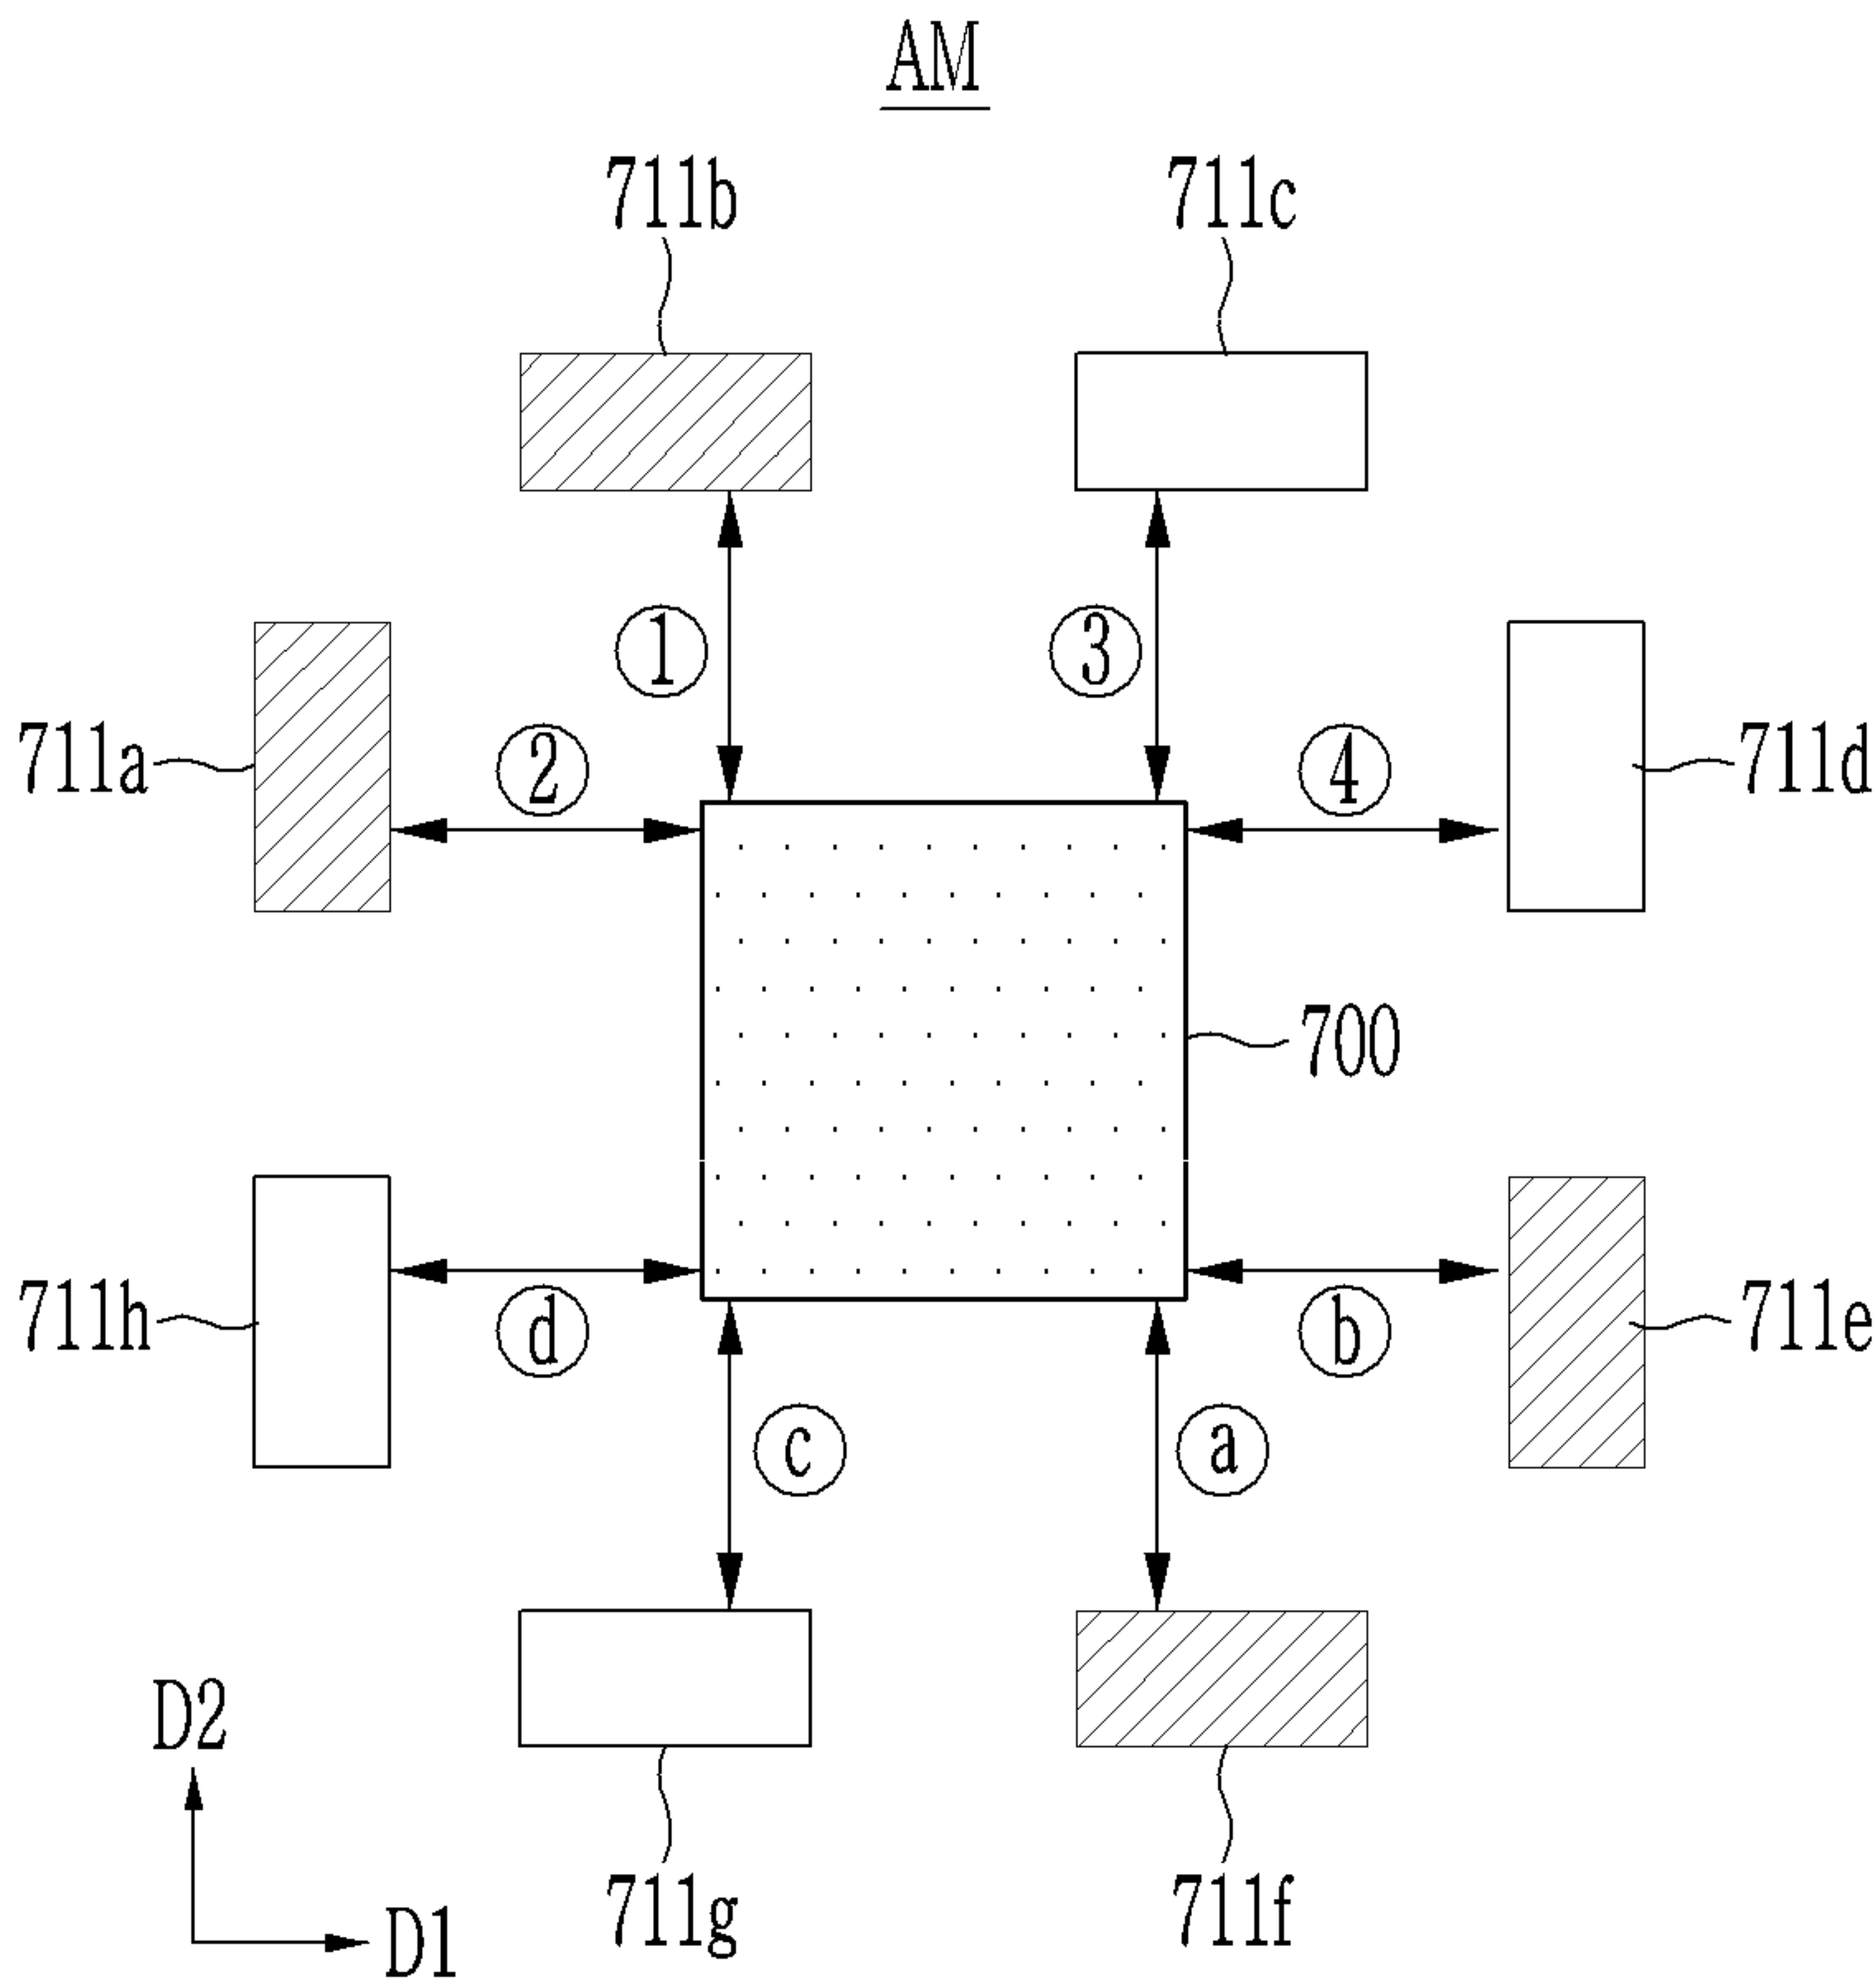 AM
711b 711c
① ③
711a ② ④ 711d
700
711h ⓓ ⓑ 711e
ⓒ ⓐ
D2
711g 711f
D1